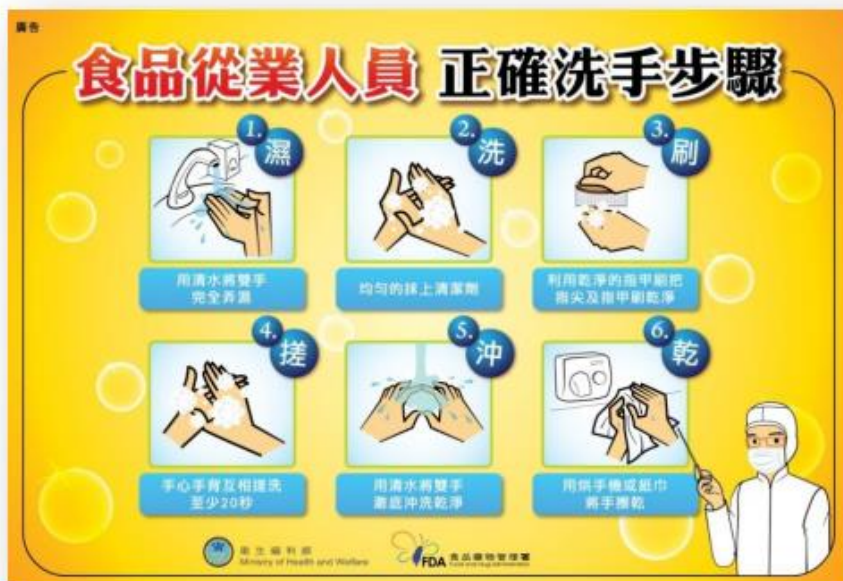 廣告
食品從業人員 正確洗手步驟
1.
濕
用清水將雙手
完全弄濕
2.
洗
均勻的抹上清潔劑
3.
刷
利用乾淨的指甲刷把
指尖及指甲刷乾淨
4.
搓
手心手背互相搓洗
至少20秒
5.
沖
用清水將雙手
澈底沖洗乾淨
6.
乾
用烘手機或紙巾
將手擦乾
衛生福利部
Ministry of Health and Welfare
FDA 食品藥物管理署
Food and Drug Administration